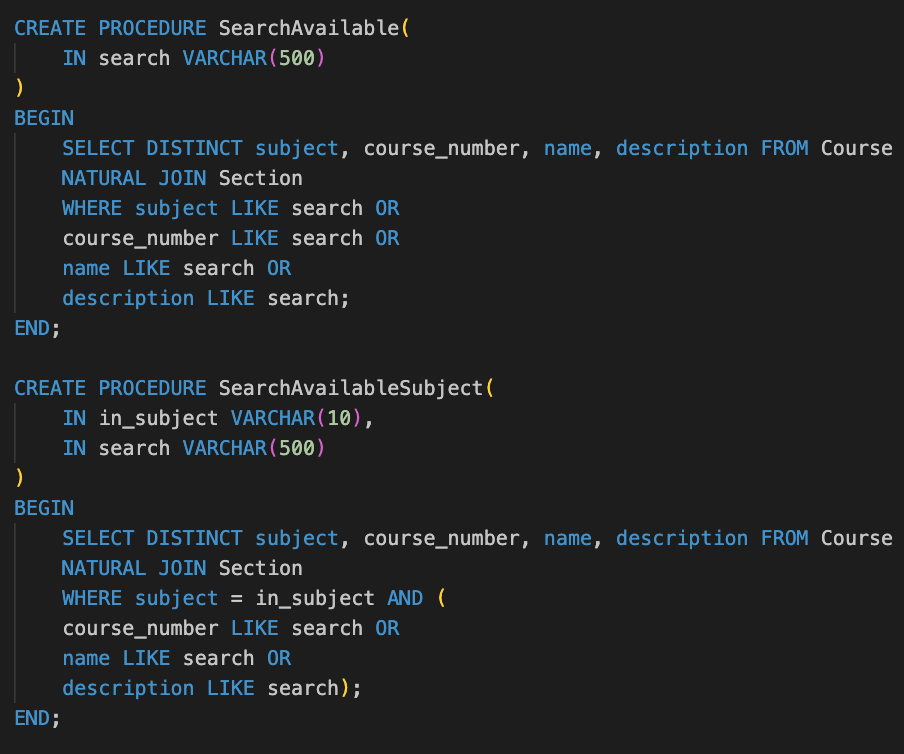 CREATE PROCEDURE SearchAvailable(
    IN search VARCHAR(500)
)
BEGIN
    SELECT DISTINCT subject, course_number, name, description FROM Course
    NATURAL JOIN Section
    WHERE subject LIKE search OR
    course_number LIKE search OR
    name LIKE search OR
    description LIKE search;
END;

CREATE PROCEDURE SearchAvailableSubject(
    IN in_subject VARCHAR(10),
    IN search VARCHAR(500)
)
BEGIN
    SELECT DISTINCT subject, course_number, name, description FROM Course
    NATURAL JOIN Section
    WHERE subject = in_subject AND (
    course_number LIKE search OR
    name LIKE search OR
    description LIKE search);
END;